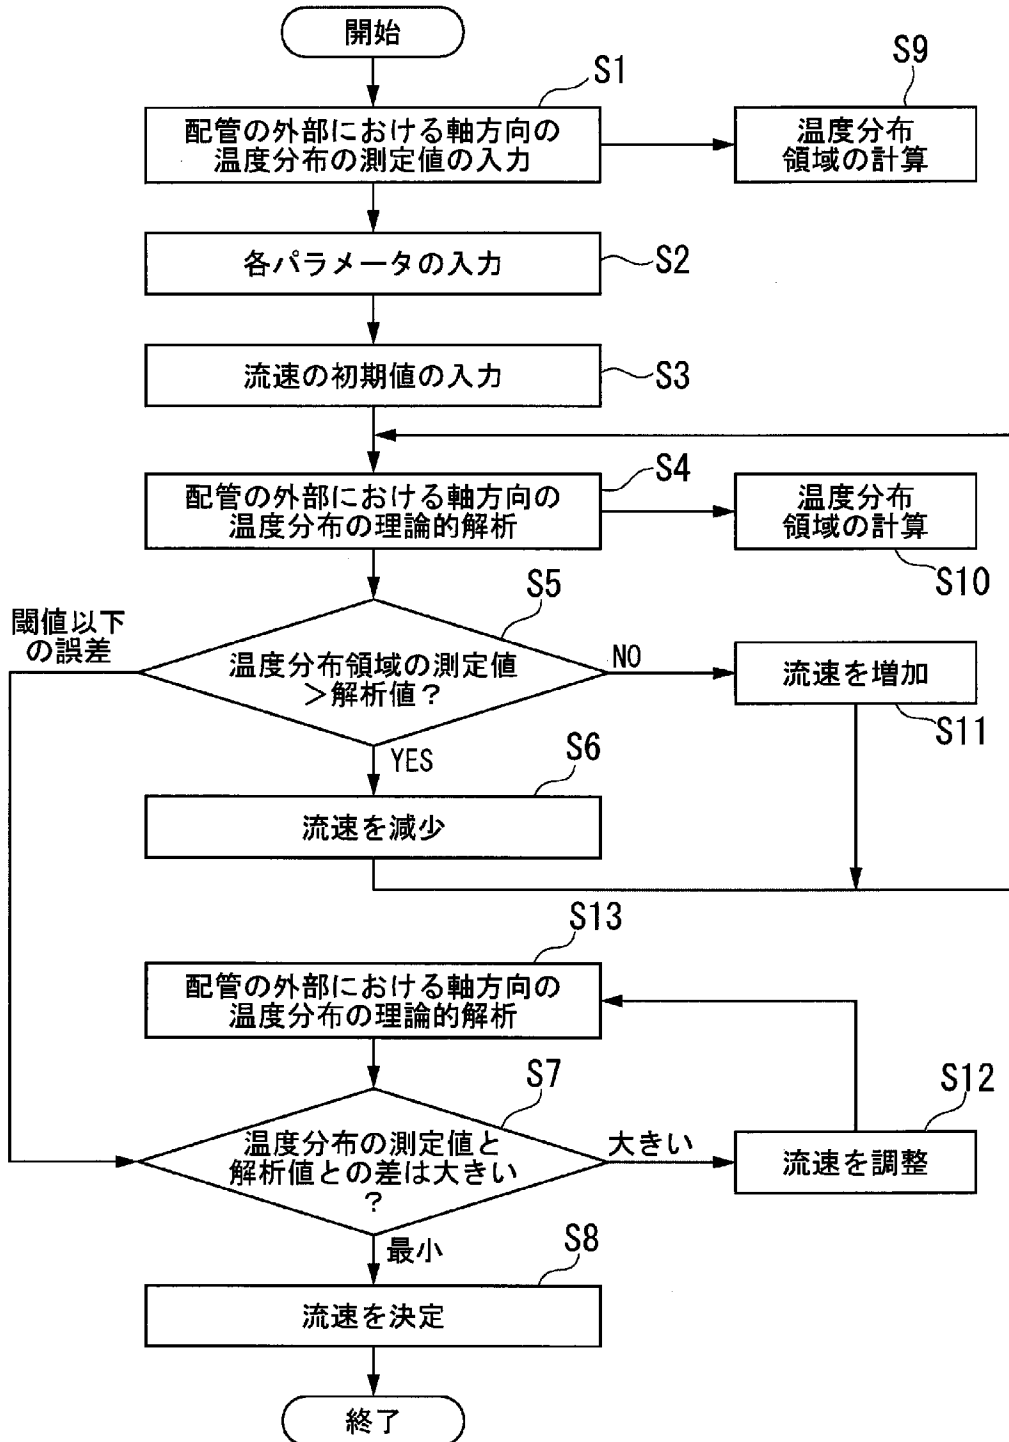 開始
S1
配管の外部における軸方向の
温度分布の測定値の入力
S9
温度分布
領域の計算
各パラメータの入力
S2
流速の初期値の入力
S3
S4
配管の外部における軸方向の
温度分布の理論的解析
温度分布
領域の計算
S10
S5
閾値以下
の誤差
温度分布領域の測定値
>解析値?
NO
流速を増加
S11
YES
S6
流速を減少
S13
配管の外部における軸方向の
温度分布の理論的解析
S7
温度分布の測定値と
解析値との差は大きい
?
大きい
S12
流速を調整
最小
S8
流速を決定
終了